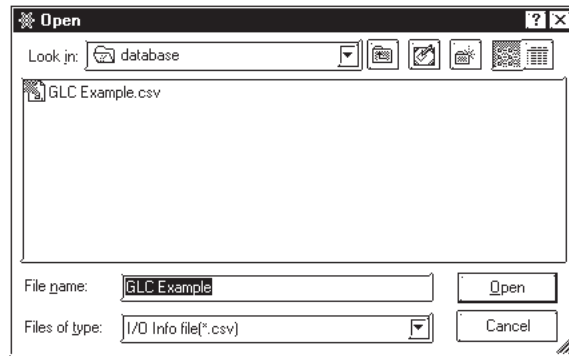 Open
Look in: database
GLC Example.csv
File name: GLC Example Open
Files of type: I/O Info file(*.csv) Cancel